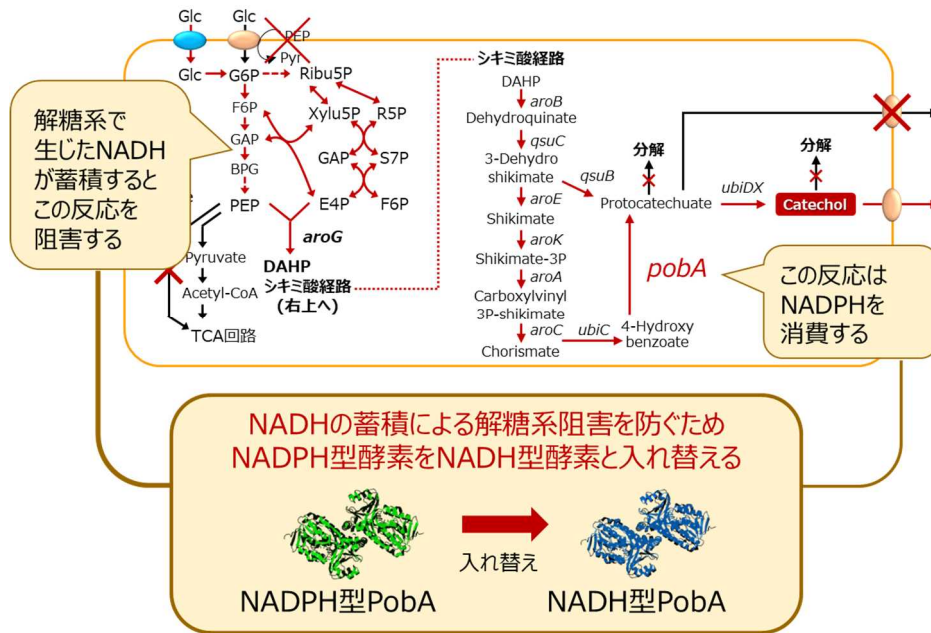 Glc
Glc
PEP
Pyr
Glc
G6P
Ribu5P
F6P
Xylu5P
R5P
GAP
GAP
S7P
BPG
PEP
E4P
F6P
aroG
Pyruvate
DAHP
シキミ酸経路
(右上へ)
Acetyl-CoA
TCA回路
解糖系で
生じたNADH
が蓄積すると
この反応を
阻害する
シキミ酸経路
DAHP
aroB
Dehydroquinate
qsuC
3-Dehydro
shikimate
qsuB
aroE
Shikimate
aroK
Shikimate-3P
aroA
Carboxylvinyl
3P-shikimate
aroC
ubiC
Chorismate
4-Hydroxy
benzoate
pobA
分解
Protocatechuate
ubiDX
分解
Catechol
この反応は
NADPHを
消費する
NADHの蓄積による解糖系阻害を防ぐため
NADPH型酵素をNADH型酵素と入れ替える
入れ替え
NADPH型PobA
NADH型PobA